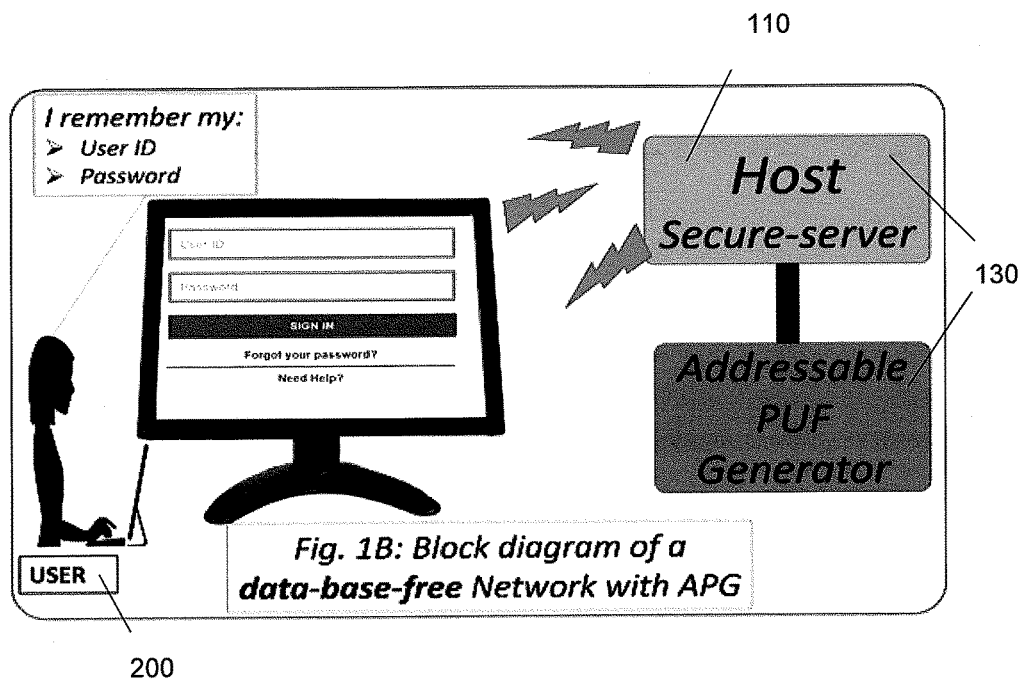 110
I remember my:
➢ User ID
➢ Password
User ID
Password
SIGN IN
Forgot your password?
Need Help?
Host
Secure-server
130
Addressable
PUF
Generator
USER
Fig. 1B: Block diagram of a
data-base-free Network with APG
200